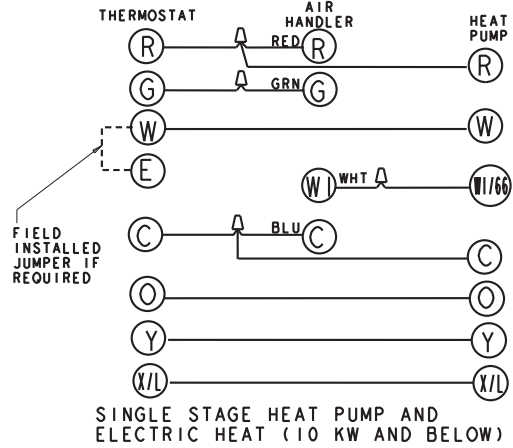 THERMOSTAT
AIR
HANDLER
HEAT
PUMP
R
RED
R
R
G
GRN
G
W
W
E
W1
WHT
W1/66
FIELD
INSTALLED
JUMPER IF
REQUIRED
C
BLU
C
C
O
O
Y
Y
X/L
X/L
SINGLE STAGE HEAT PUMP AND
ELECTRIC HEAT (10 KW AND BELOW)